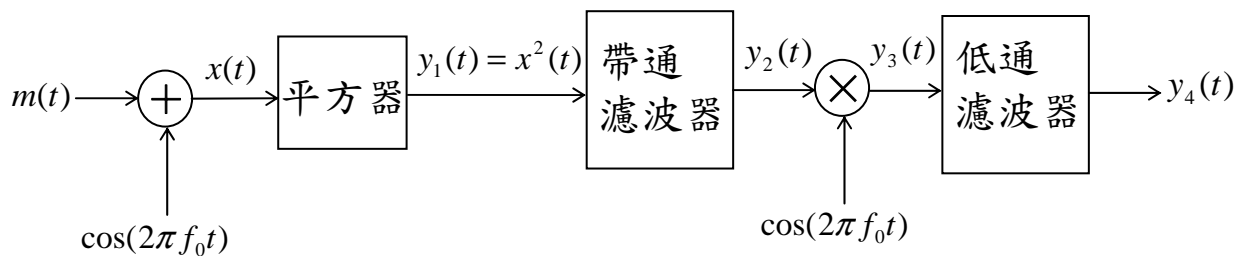 m(t)
x(t)
平方器
y₁(t) = x²(t)
帶通
濾波器
y₂(t)
y₃(t)
低通
濾波器
y₄(t)
cos(2πf₀t)
cos(2πf₀t)